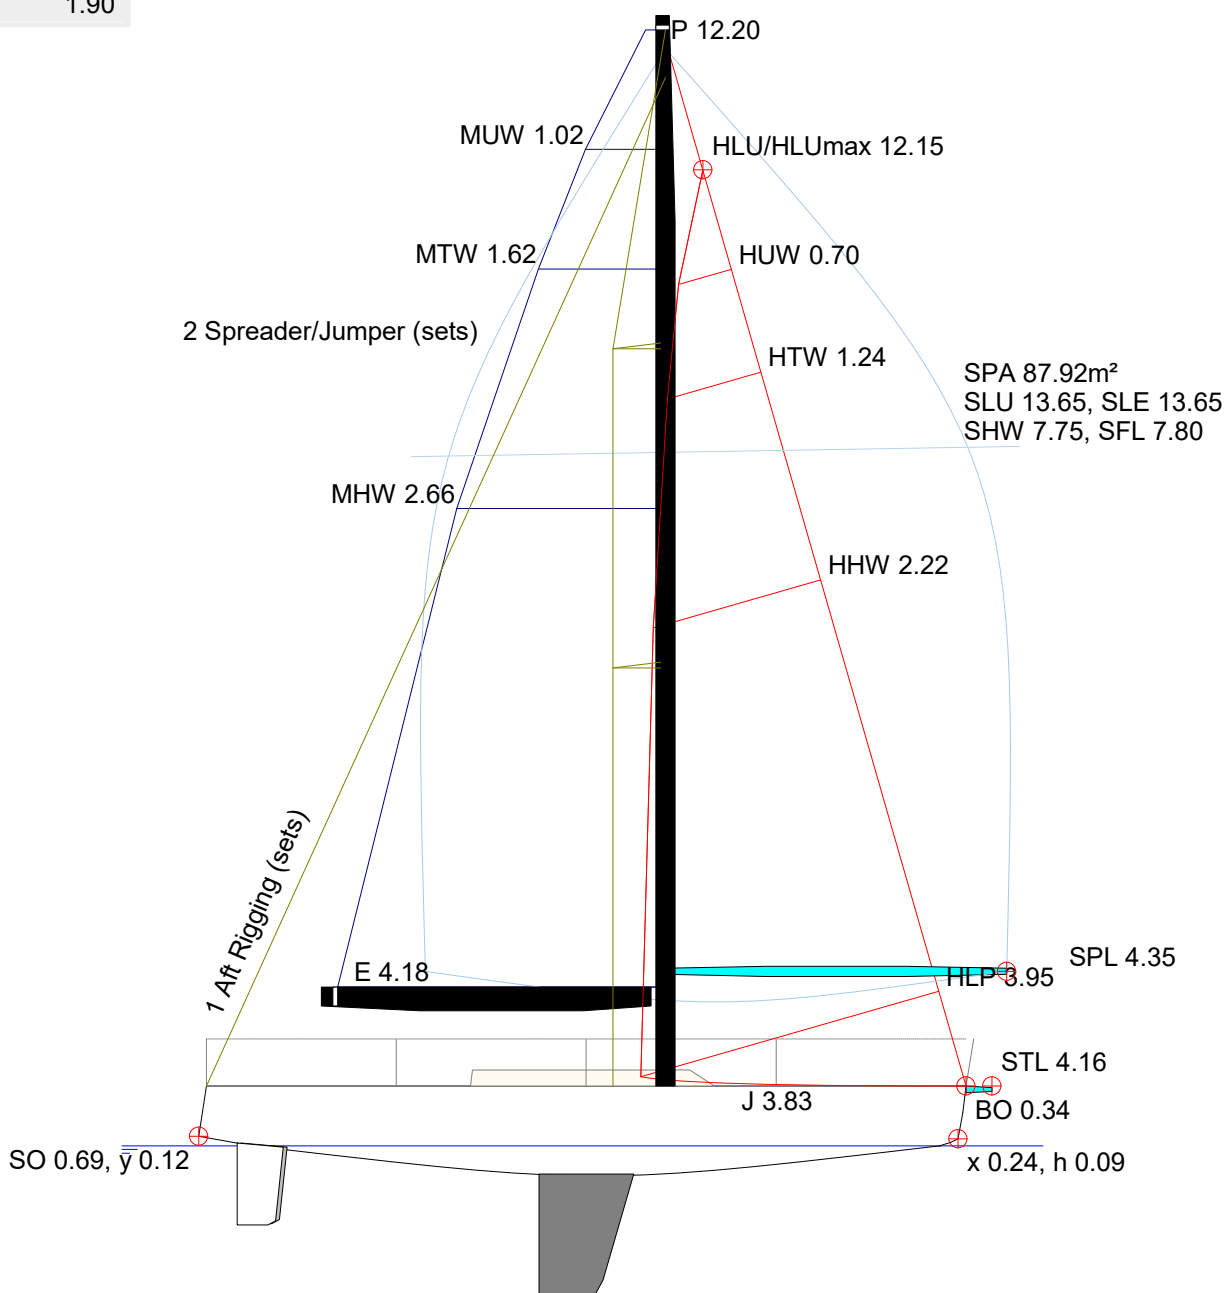 1.90
P 12.20
MUW 1.02
HLU/HLUmax 12.15
MTW 1.62
HUW 0.70
2 Spreader/Jumper (sets)
HTW 1.24
SPA 87.92m²
SLU 13.65, SLE 13.65
SHW 7.75, SFL 7.80
MHW 2.66
HHW 2.22
1 Aft Rigging (sets)
E 4.18
SPL 4.35
HLP 3.95
STL 4.16
J 3.83
BO 0.34
SO 0.69, y 0.12
x 0.24, h 0.09